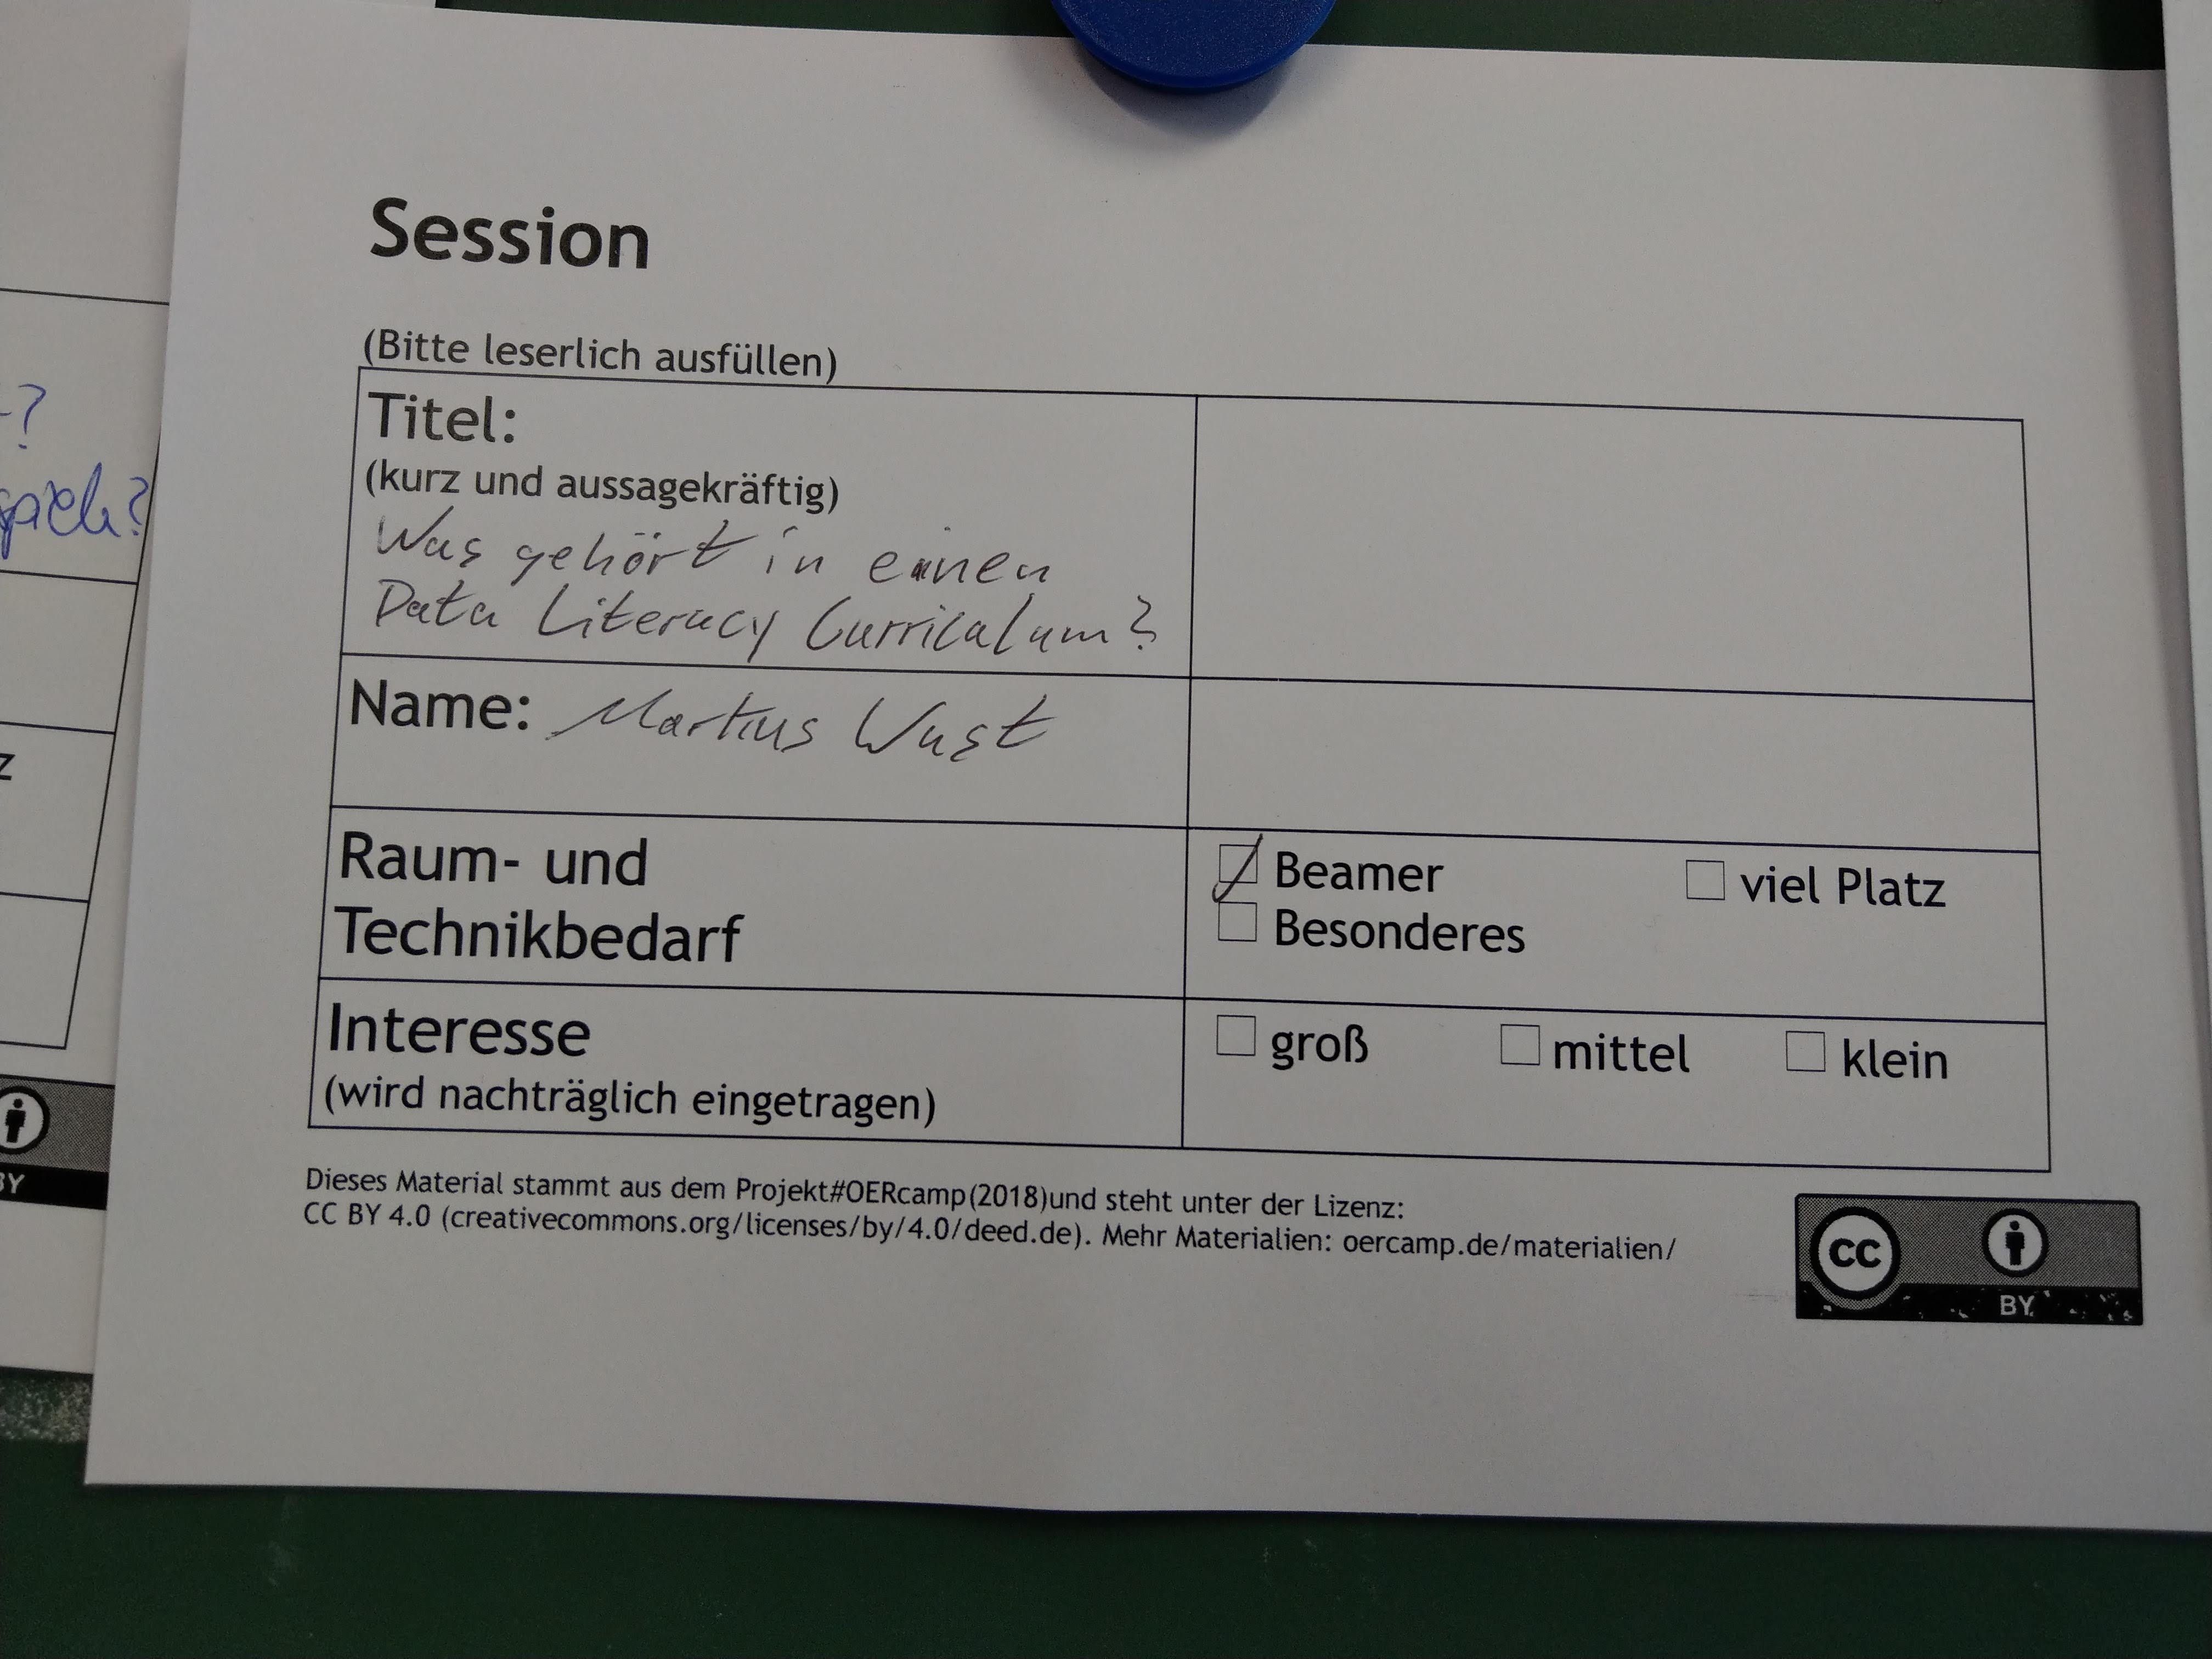 -?
spiel?
z
BY
Session
(Bitte leserlich ausfüllen)
Titel:
(kurz und aussagekräftig)
Was gehört in einen
Data Literacy Curriculum?
Name: Markus Wust
Raum- und
Technikbedarf
Beamer
viel Platz
Besonderes
Interesse
(wird nachträglich eingetragen)
groß
mittel
klein
Dieses Material stammt aus dem Projekt#OERcamp(2018)und steht unter der Lizenz:
CC BY 4.0 (creativecommons.org/licenses/by/4.0/deed.de). Mehr Materialien: oercamp.de/materialien/
CC
BY